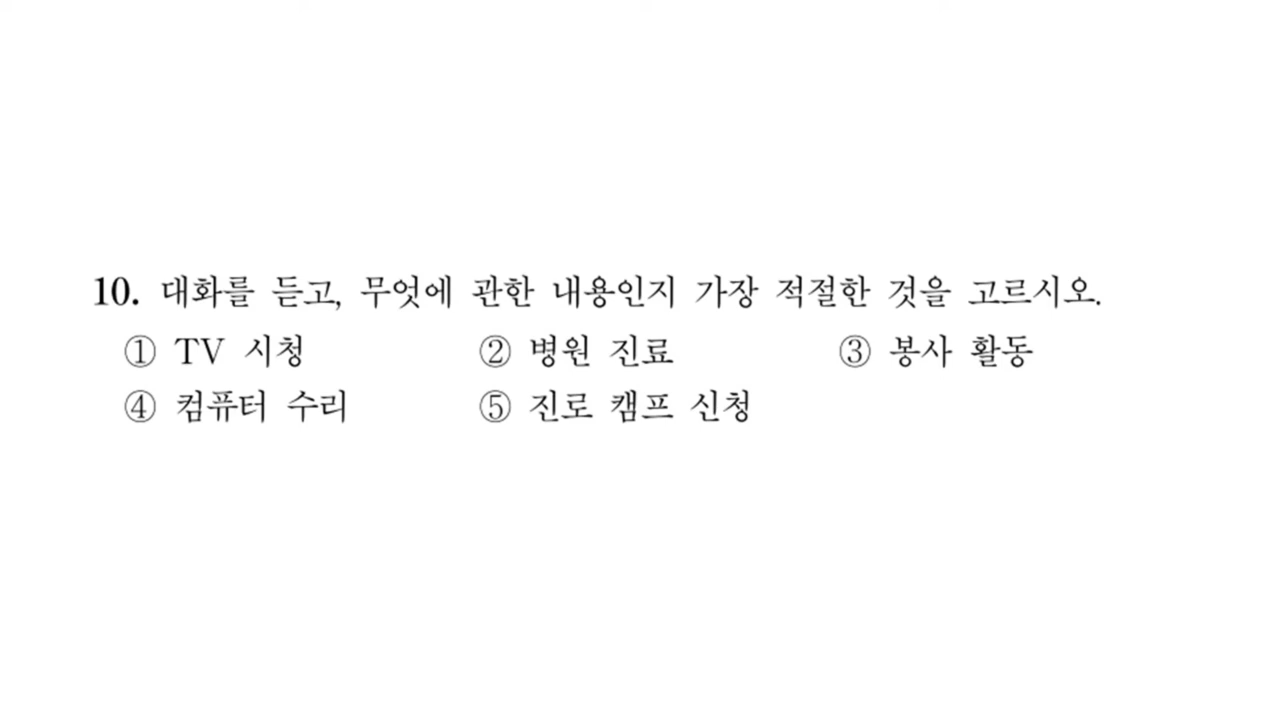 10. 대화를 듣고, 무엇에 관한 내용인지 가장 적절한 것을 고르시오.
① TV 시청 ② 병원 진료 ③ 봉사 활동
④ 컴퓨터 수리 ⑤ 진로 캠프 신청